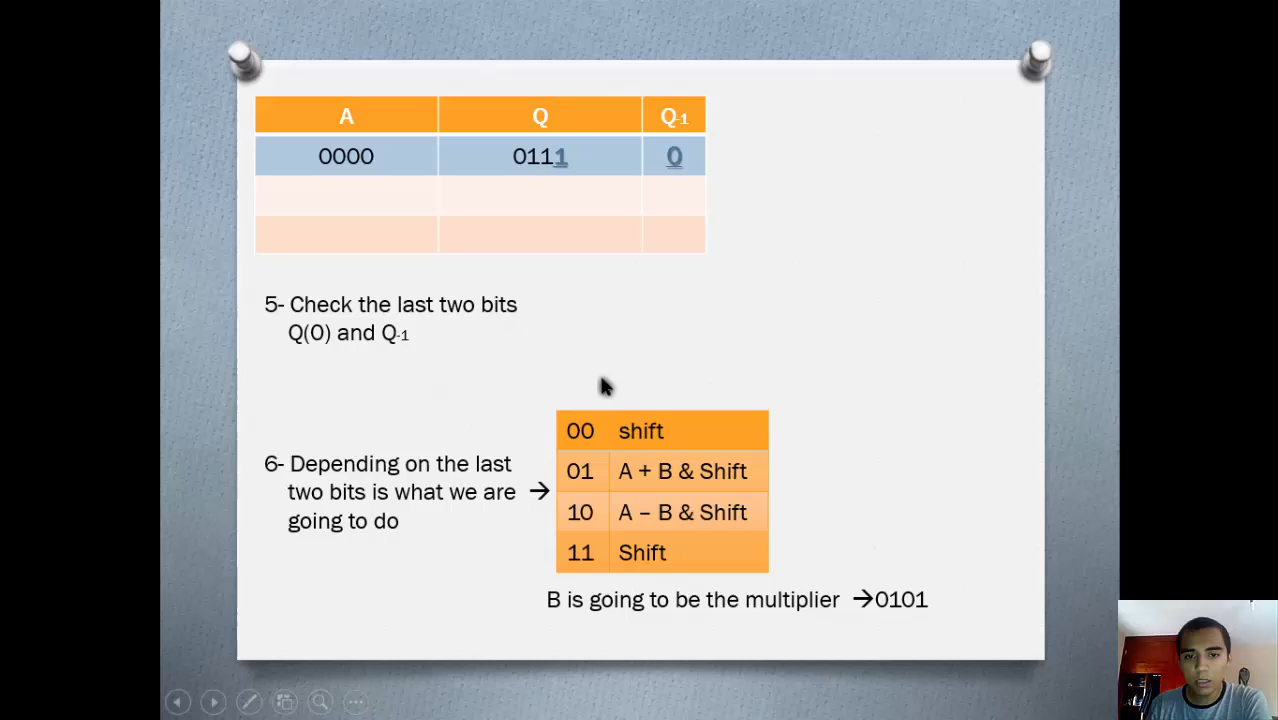 A Q Q-1
0000 0111 0
5- Check the last two bits
Q(0) and Q-1
6- Depending on the last
two bits is what we are
going to do
→
00 shift
01 A + B & Shift
10 A – B & Shift
11 Shift
B is going to be the multiplier →0101